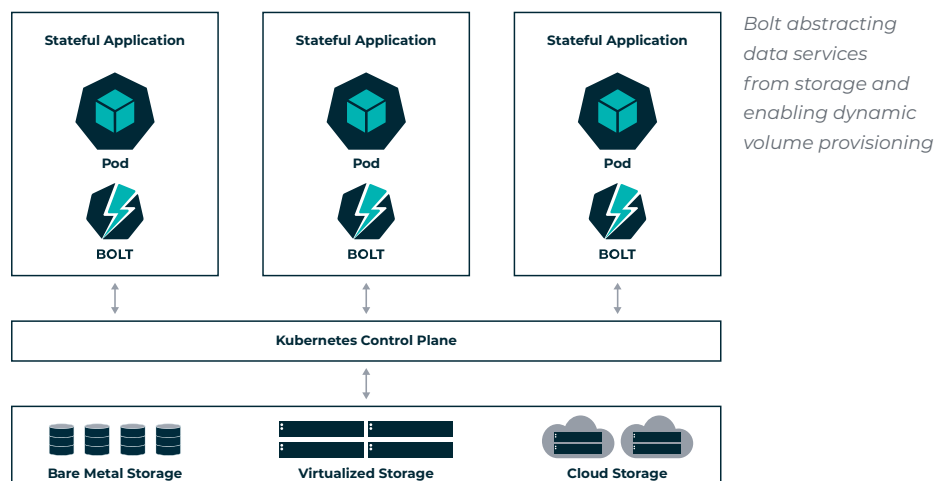 Stateful Application
Pod
BOLT
Stateful Application
Pod
BOLT
Stateful Application
Pod
BOLT
Bolt abstracting
data services
from storage and
enabling dynamic
volume provisioning
Kubernetes Control Plane
Bare Metal Storage
Virtualized Storage
Cloud Storage